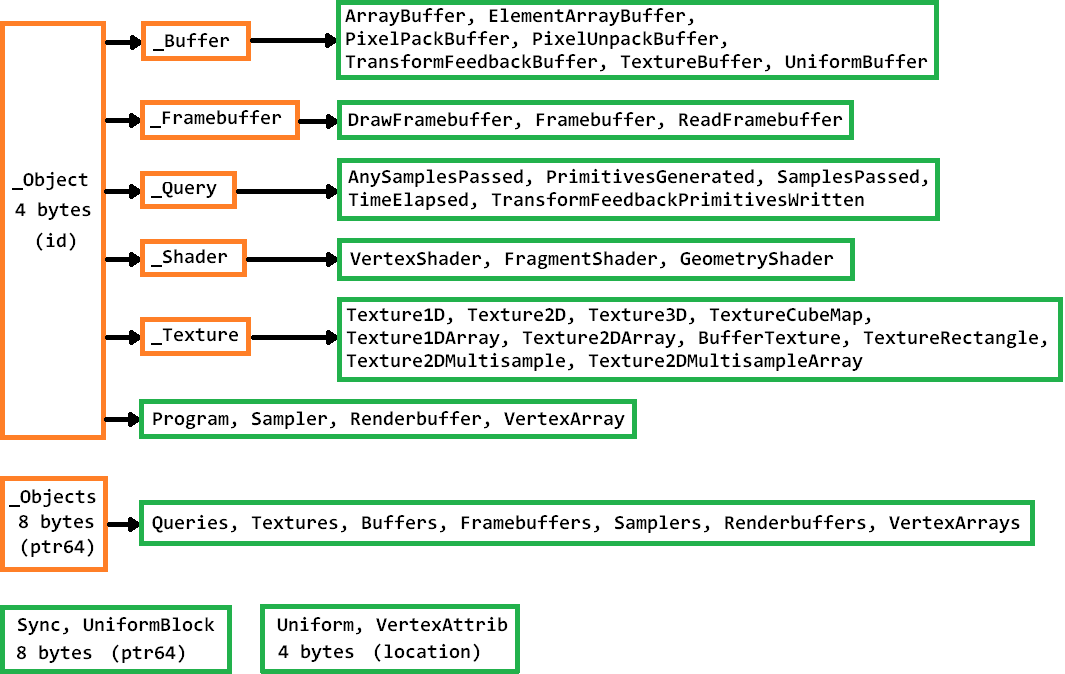 _Buffer
ArrayBuffer, ElementArrayBuffer,
PixelPackBuffer, PixelUnpackBuffer,
TransformFeedbackBuffer, TextureBuffer, UniformBuffer
_Framebuffer
DrawFramebuffer, Framebuffer, ReadFramebuffer
_Object
4 bytes
(id)
_Query
AnySamplesPassed, PrimitivesGenerated, SamplesPassed,
TimeElapsed, TransformFeedbackPrimitivesWritten
_Shader
VertexShader, FragmentShader, GeometryShader
_Texture
Texture1D, Texture2D, Texture3D, TextureCubeMap,
Texture1DArray, Texture2DArray, BufferTexture, TextureRectangle,
Texture2DMultisample, Texture2DMultisampleArray
Program, Sampler, Renderbuffer, VertexArray
_Objects
8 bytes
(ptr64)
Queries, Textures, Buffers, Framebuffers, Samplers, Renderbuffers, VertexArrays
Sync, UniformBlock
8 bytes (ptr64)
Uniform, VertexAttrib
4 bytes (location)